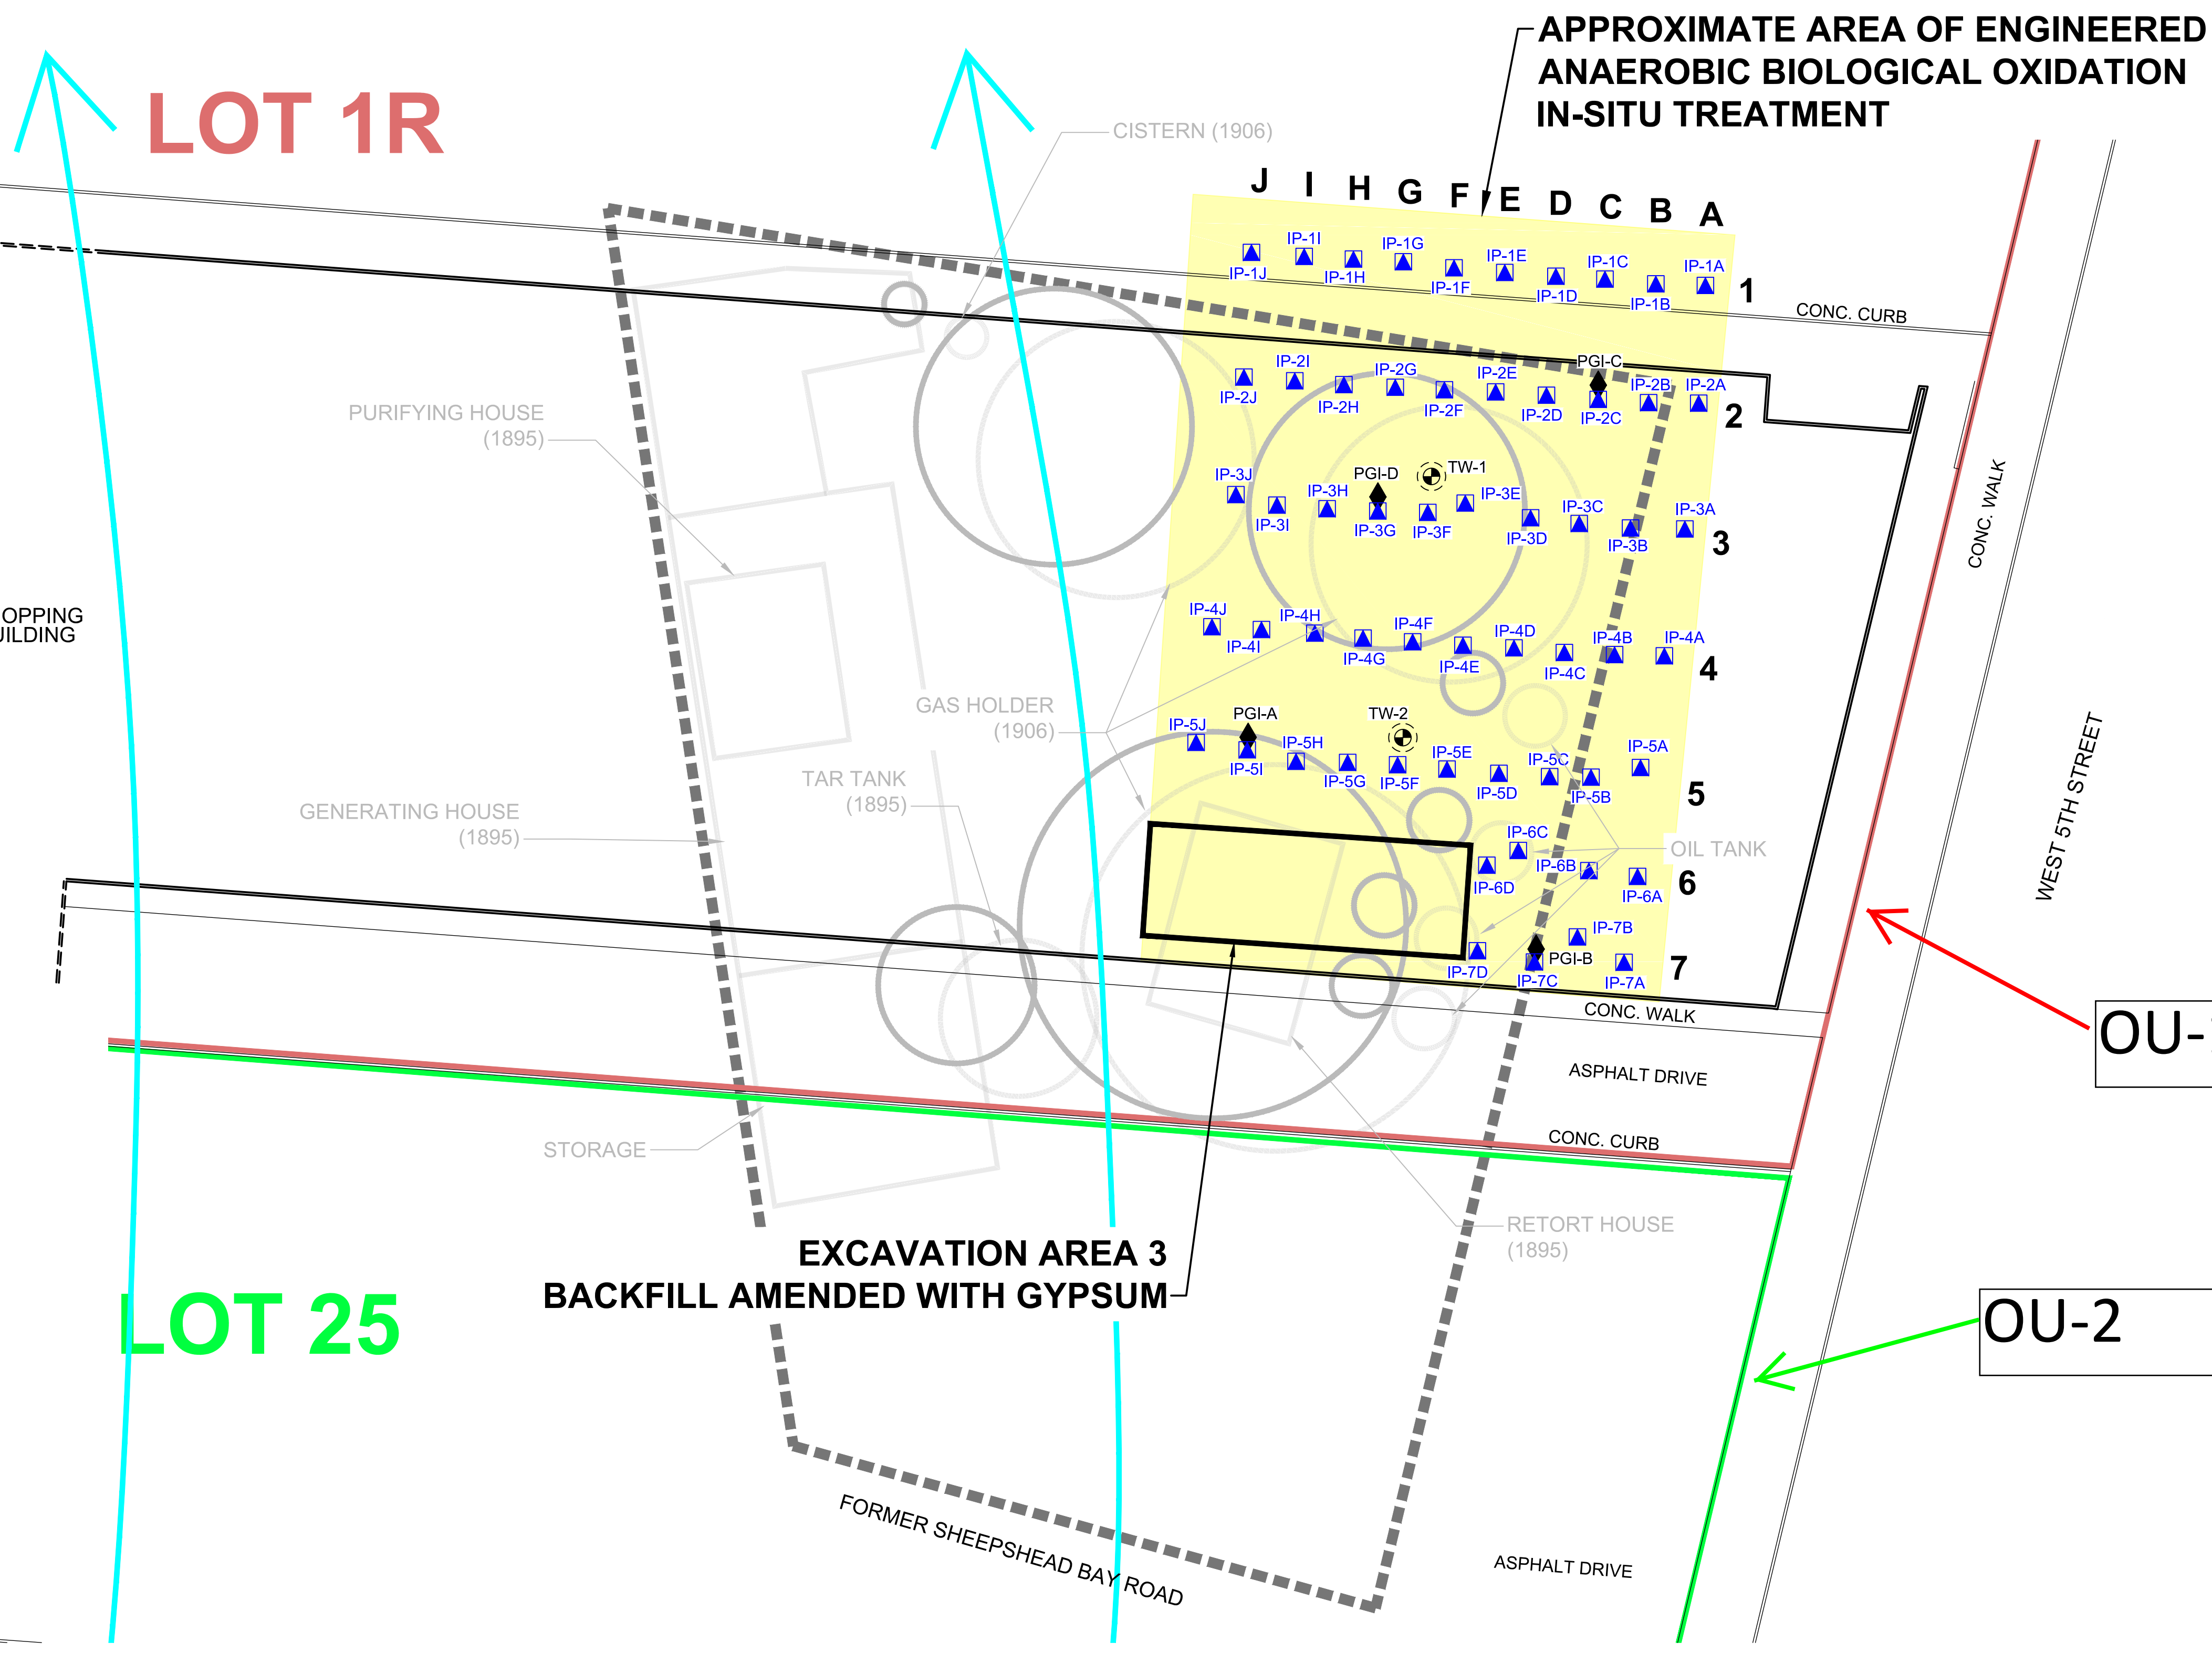 APPROXIMATE AREA OF ENGINEERED
ANAEROBIC BIOLOGICAL OXIDATION
IN-SITU TREATMENT
LOT 1R
CISTERN (1906)
J I H G F E D C B A
IP-1J
IP-1I
IP-1H
IP-1G
IP-1F
IP-1E
IP-1D
IP-1C
IP-1B
IP-1A
1
CONC. CURB
PGI-C
IP-2J
IP-2I
IP-2H
IP-2G
IP-2F
IP-2E
IP-2D
IP-2C
IP-2B
IP-2A
2
PURIFYING HOUSE
(1895)
PGI-D
TW-1
IP-3J
IP-3I
IP-3H
IP-3G
IP-3F
IP-3E
IP-3D
IP-3C
IP-3B
IP-3A
3
CONC. WALK
OPPING
UILDING
IP-4J
IP-4I
IP-4H
IP-4G
IP-4F
IP-4E
IP-4D
IP-4C
IP-4B
IP-4A
4
GAS HOLDER
(1906)
PGI-A
TW-2
IP-5J
IP-5I
IP-5H
IP-5G
IP-5F
IP-5E
IP-5D
IP-5C
IP-5B
IP-5A
5
WEST 5TH STREET
TAR TANK
(1895)
GENERATING HOUSE
(1895)
IP-6D
IP-6C
IP-6B
IP-6A
6
OIL TANK
IP-7D
IP-7C
PGI-B
IP-7B
IP-7A
7
CONC. WALK
OU-
ASPHALT DRIVE
CONC. CURB
STORAGE
RETORT HOUSE
(1895)
EXCAVATION AREA 3
BACKFILL AMENDED WITH GYPSUM
LOT 25
OU-2
FORMER SHEEPSHEAD BAY ROAD
ASPHALT DRIVE